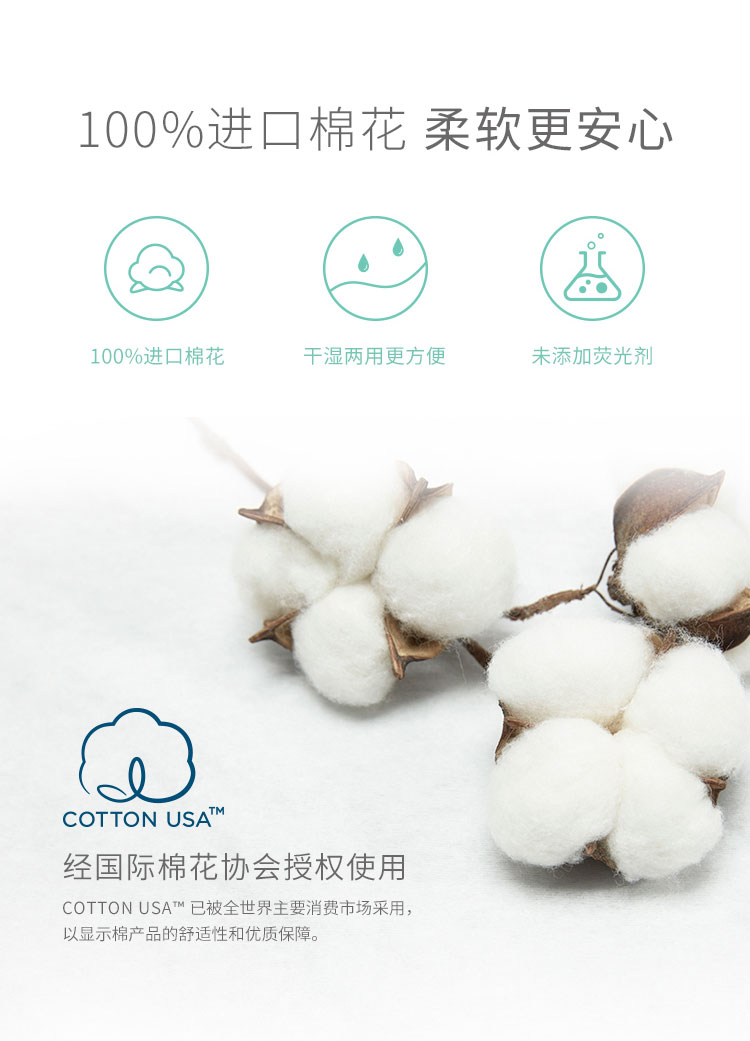 100%进口棉花 柔软更安心
100%进口棉花
干湿两用更方便
未添加荧光剂
COTTON USA™
经国际棉花协会授权使用
COTTON USA™ 已被全世界主要消费市场采用，
以显示棉产品的舒适性和优质保障。